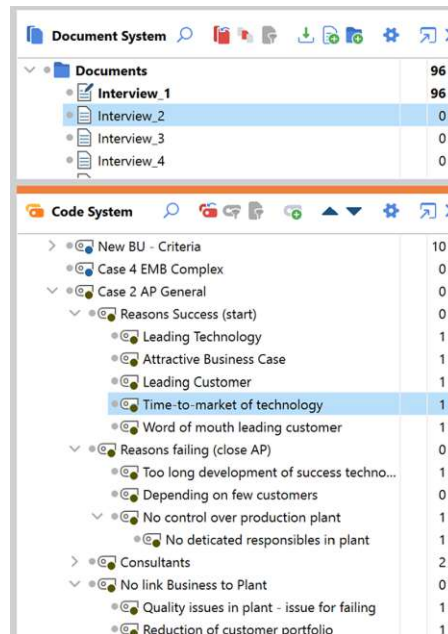 Document System
Documents 96
Interview_1 96
Interview_2 0
Interview_3 0
Interview_4 0
Code System
New BU - Criteria 10
Case 4 EMB Complex 0
Case 2 AP General 0
Reasons Success (start) 0
Leading Technology 1
Attractive Business Case 1
Leading Customer 1
Time-to-market of technology 1
Word of mouth leading customer 1
Reasons failing (close AP) 0
Too long development of success techno... 1
Depending on few customers 0
No control over production plant 1
No deticated responsibles in plant 1
Consultants 2
No link Business to Plant 0
Quality issues in plant - issue for failing 1
Reduction of customer portfolio 1